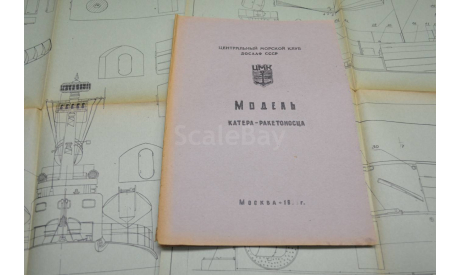 ЦЕНТРАЛЬНЫЙ МОРСКОЙ КЛУБ
ДОСААФ СССР
ЦМК
МОДЕЛЬ
КАТЕРА-РАКЕТОНОСЦА
ScaleBay
МОСКВА-19...г.